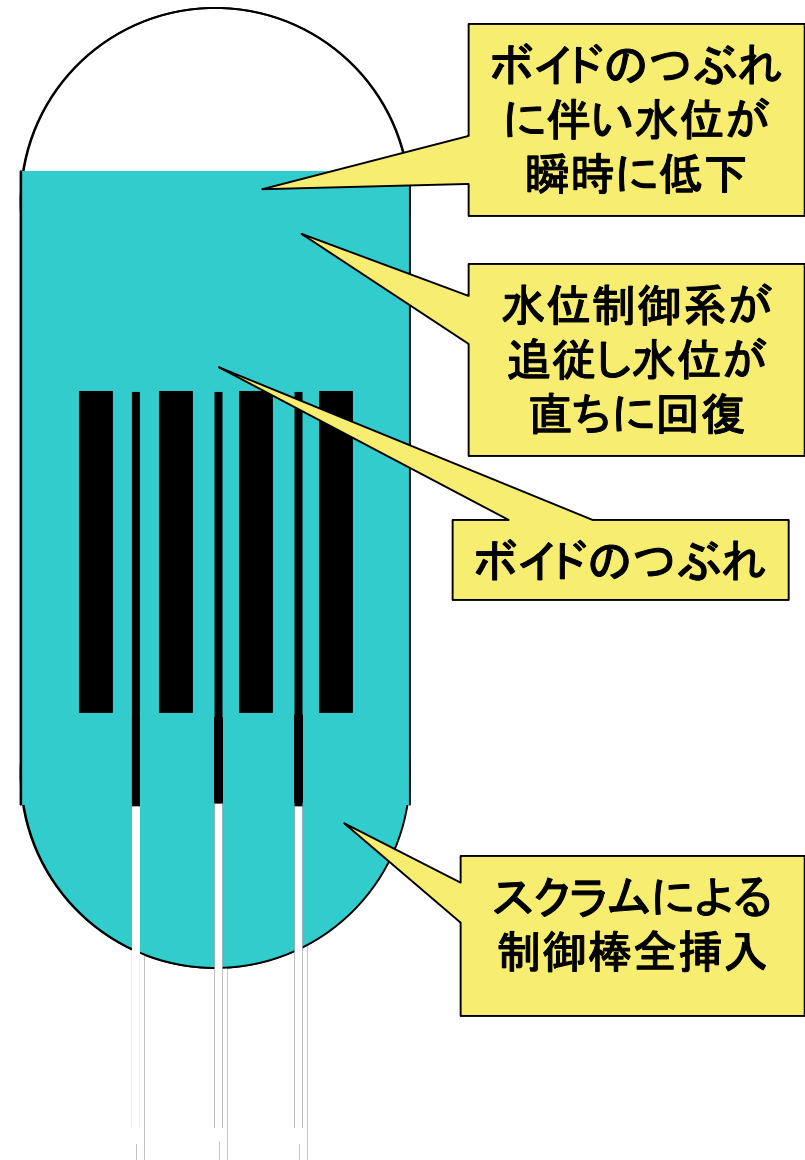 ボイドのつぶれ
に伴い水位が
瞬時に低下
水位制御系が
追従し水位が
直ちに回復
ボイドのつぶれ
スクラムによる
制御棒全挿入